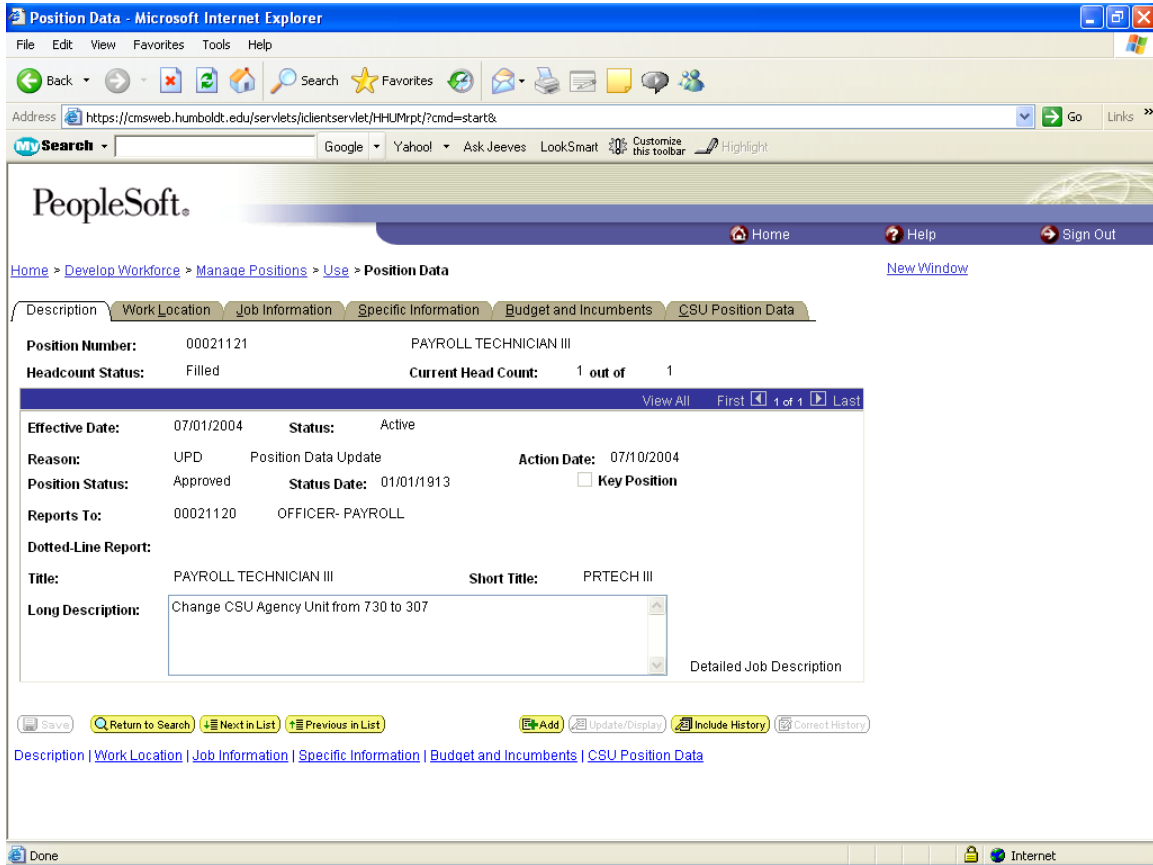 Position Data - Microsoft Internet Explorer
File Edit View Favorites Tools Help
Back Search Favorites
Address https://cmsweb.humboldt.edu/servlets/iclientservlet/HHUMrpt/?cmd=start& Go Links »
My Search Google Yahoo! Ask Jeeves LookSmart Customize this toolbar Highlight
PeopleSoft®
Home Help Sign Out
Home > Develop Workforce > Manage Positions > Use > Position Data New Window
Description Work Location Job Information Specific Information Budget and Incumbents CSU Position Data
Position Number: 00021121 PAYROLL TECHNICIAN III
Headcount Status: Filled Current Head Count: 1 out of 1
View All First 1 of 1 Last
Effective Date: 07/01/2004 Status: Active
Reason: UPD Position Data Update Action Date: 07/10/2004
Position Status: Approved Status Date: 01/01/1913 Key Position
Reports To: 00021120 OFFICER- PAYROLL
Dotted-Line Report:
Title: PAYROLL TECHNICIAN III Short Title: PRTECH III
Long Description: Change CSU Agency Unit from 730 to 307
Detailed Job Description
Save Return to Search Next in List Previous in List Add Update/Display Include History Correct History
Description | Work Location | Job Information | Specific Information | Budget and Incumbents | CSU Position Data
Done Internet